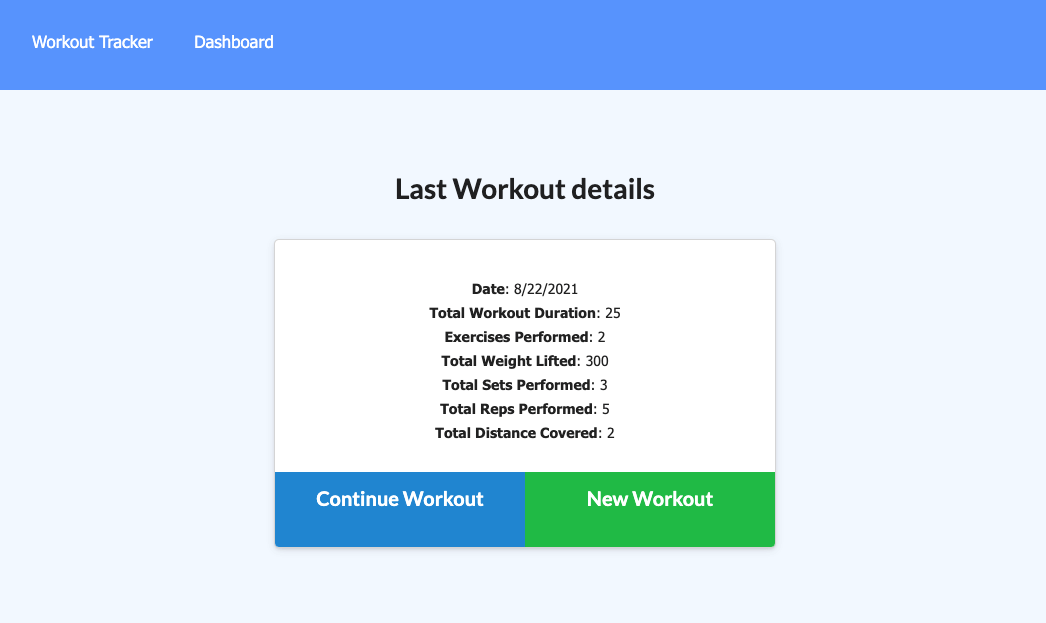 Workout Tracker Dashboard
Last Workout details
Date: 8/22/2021
Total Workout Duration: 25
Exercises Performed: 2
Total Weight Lifted: 300
Total Sets Performed: 3
Total Reps Performed: 5
Total Distance Covered: 2
Continue Workout New Workout